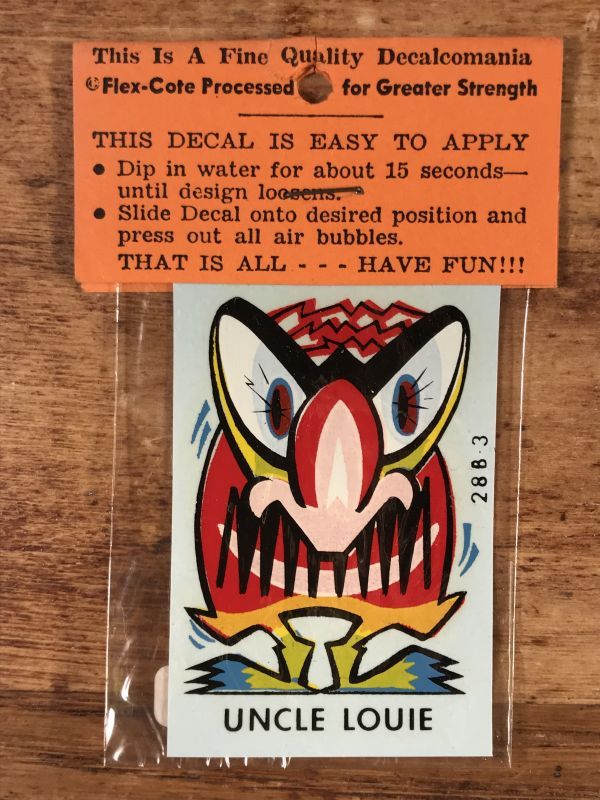 This Is A Fine Quality Decalcomania
©Flex-Cote Processed for Greater Strength
THIS DECAL IS EASY TO APPLY
• Dip in water for about 15 seconds—
until design loosens.
• Slide Decal onto desired position and
press out all air bubbles.
THAT IS ALL - - - HAVE FUN!!!
28B-3
UNCLE LOUIE